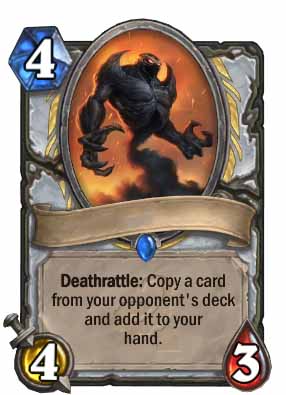 4
Deathrattle: Copy a card
from your opponent's deck
and add it to your
hand.
4
3